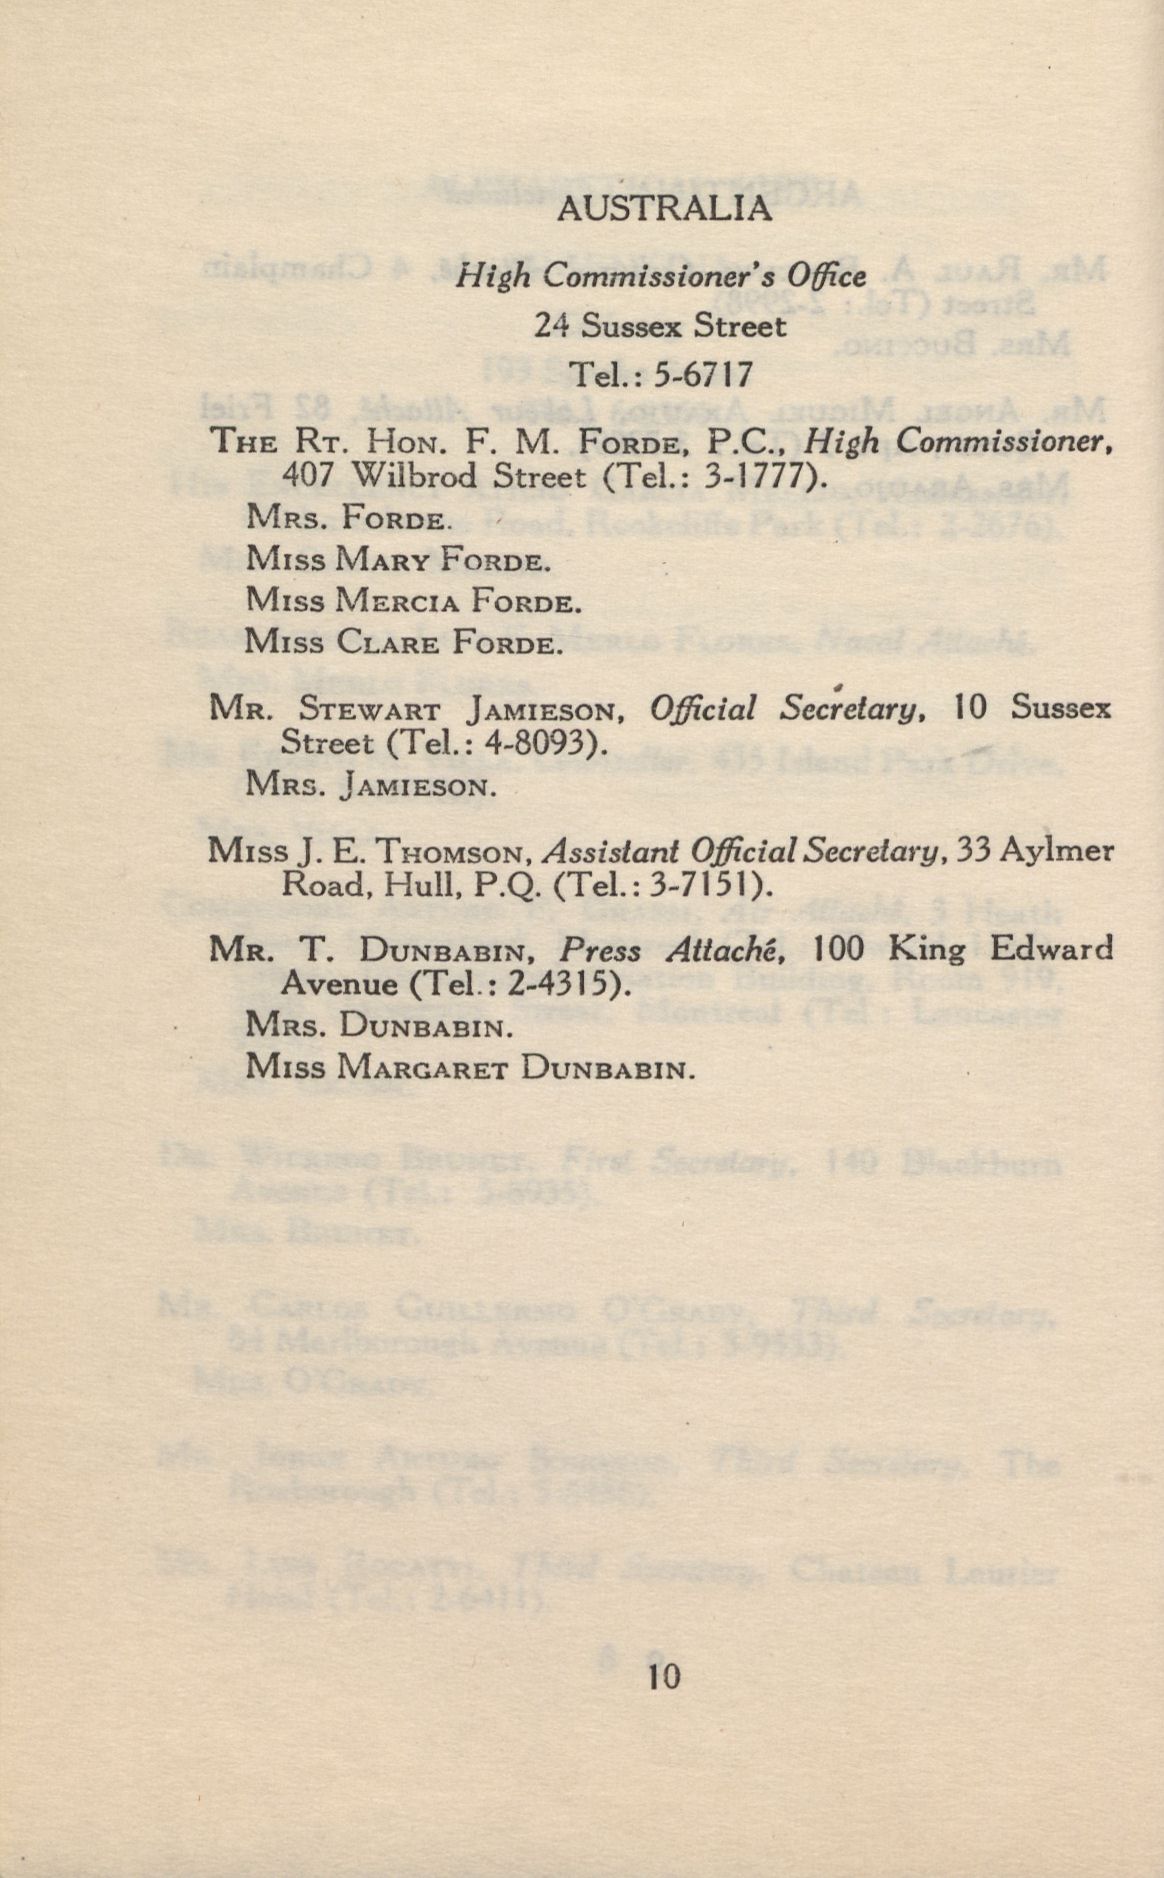 AUSTRALIA
High Commissioner's Office
24 Sussex Street
Tel.: 5-6717
THE RT. HON. F. M. FORDE, P.C., High Commissioner,
407 Wilbrod Street (Tel.: 3-1777).
MRS. FORDE.
MISS MARY FORDE.
MISS MERCIA FORDE.
MISS CLARE FORDE.
MR. STEWART JAMIESON, Official Secretary, 10 Sussex
Street (Tel.: 4-8093).
MRS. JAMIESON.
MISS J. E. THOMSON, Assistant Official Secretary, 33 Aylmer
Road, Hull, P.Q. (Tel.: 3-7151).
MR. T. DUNBABIN, Press Attaché, 100 King Edward
Avenue (Tel.: 2-4315).
MRS. DUNBABIN.
MISS MARGARET DUNBABIN.
10